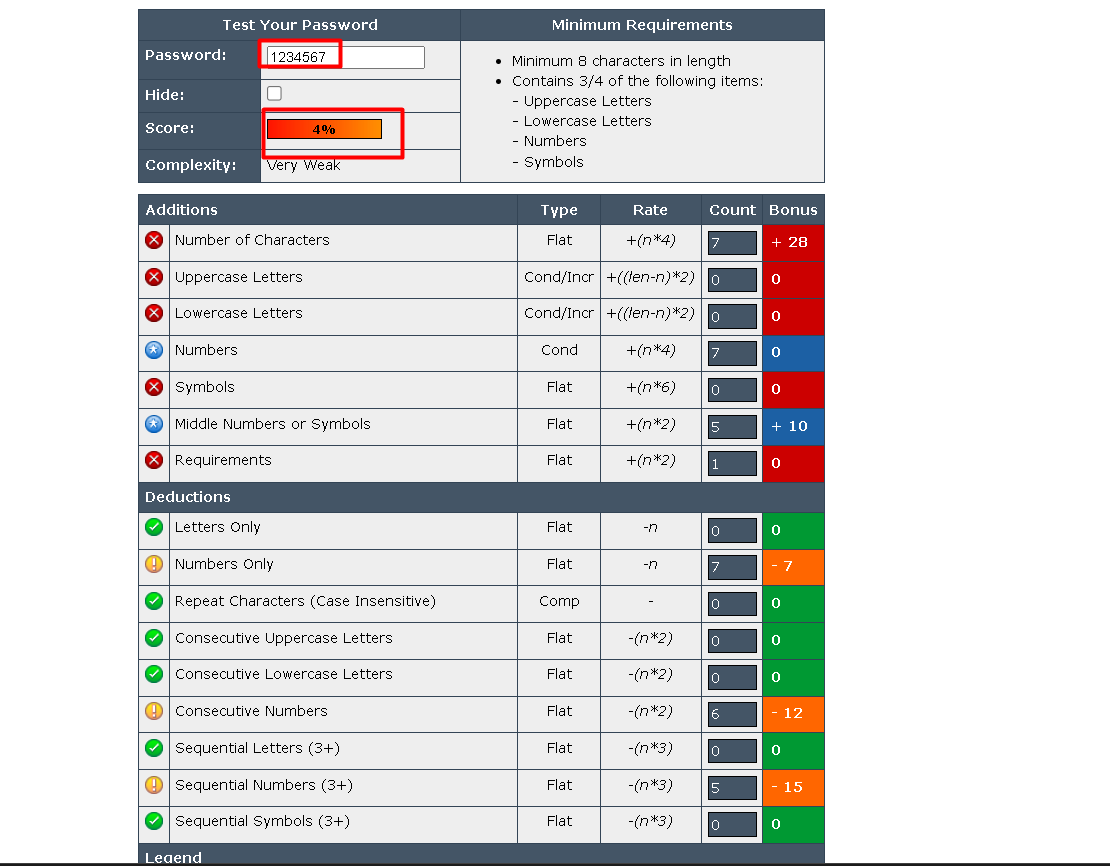 Test Your Password Minimum Requirements
Password: 1234567
Hide:
Score: 4%
Complexity: Very Weak
• Minimum 8 characters in length
• Contains 3/4 of the following items:
- Uppercase Letters
- Lowercase Letters
- Numbers
- Symbols
Additions Type Rate Count Bonus
Number of Characters Flat +(n*4) 7 + 28
Uppercase Letters Cond/Incr +((len-n)*2) 0 0
Lowercase Letters Cond/Incr +((len-n)*2) 0 0
Numbers Cond +(n*4) 7 0
Symbols Flat +(n*6) 0 0
Middle Numbers or Symbols Flat +(n*2) 5 + 10
Requirements Flat +(n*2) 1 0
Deductions
Letters Only Flat -n 0 0
Numbers Only Flat -n 7 - 7
Repeat Characters (Case Insensitive) Comp - 0 0
Consecutive Uppercase Letters Flat -(n*2) 0 0
Consecutive Lowercase Letters Flat -(n*2) 0 0
Consecutive Numbers Flat -(n*2) 6 - 12
Sequential Letters (3+) Flat -(n*3) 0 0
Sequential Numbers (3+) Flat -(n*3) 5 - 15
Sequential Symbols (3+) Flat -(n*3) 0 0
Legend